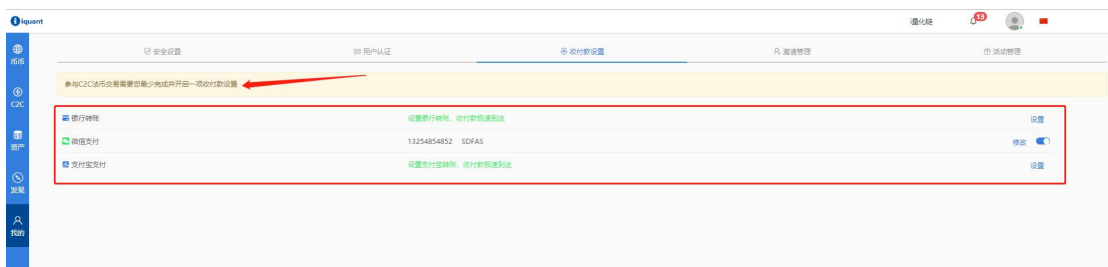 iquant
量化链
13
币币
C2C
资产
发现
我的
安全设置
用户认证
收付款设置
邀请管理
活动管理
参与C2C法币交易需要您最少完成并开启一项收付款设置
银行转账 设置银行转账，收付款极速到达 设置
微信支付 13254854852 SDFAS 修改
支付宝支付 设置支付宝转账，收付款极速到达 设置